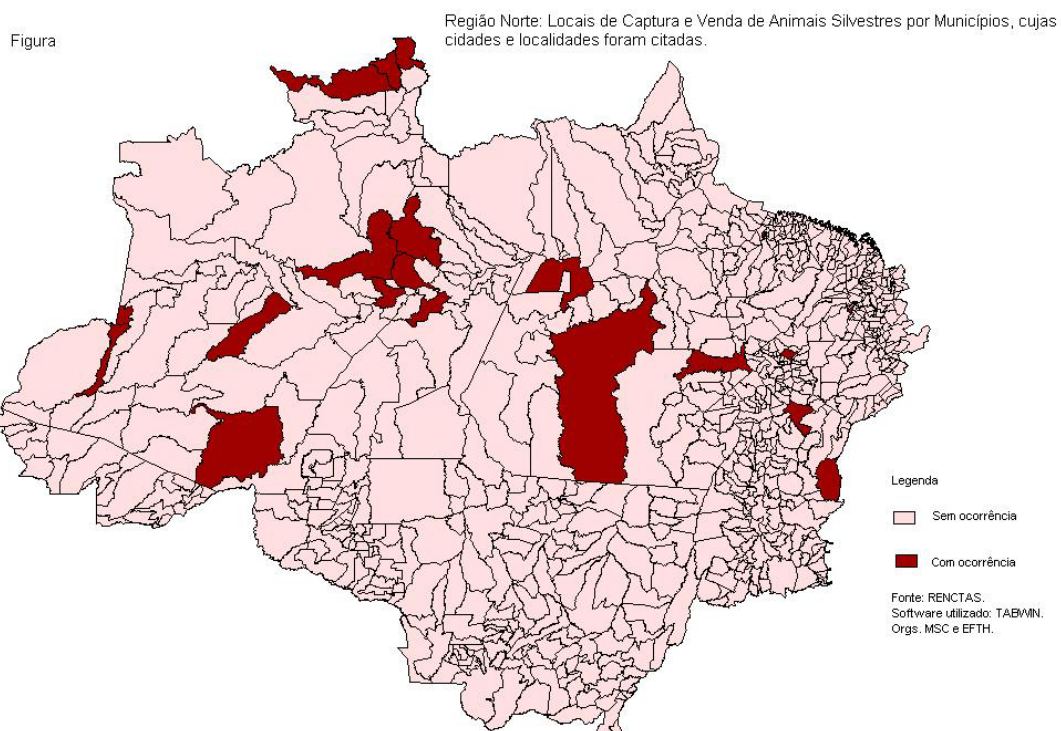 Figura
Região Norte: Locais de Captura e Venda de Animais Silvestres por Municípios, cujas
cidades e localidades foram citadas.
Legenda
Sem ocorrência
Com ocorrência
Fonte: RENCTAS.
Software utilizado: TABWIN.
Orgs. MSC e EFTH.